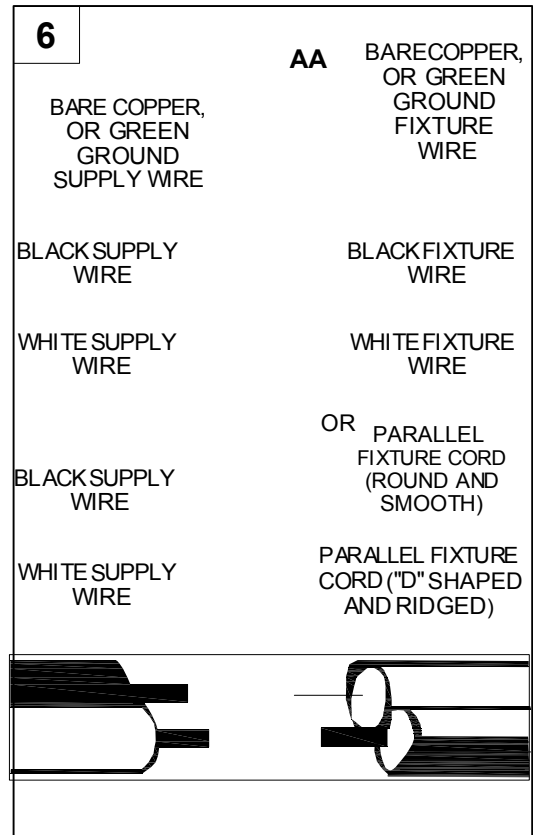 6
AA
BARE COPPER,
OR GREEN
GROUND
FIXTURE
WIRE
BARE COPPER,
OR GREEN
GROUND
SUPPLY WIRE
BLACK SUPPLY
WIRE
BLACK FIXTURE
WIRE
WHITE SUPPLY
WIRE
WHITE FIXTURE
WIRE
OR
BLACK SUPPLY
WIRE
PARALLEL
FIXTURE CORD
(ROUND AND
SMOOTH)
WHITE SUPPLY
WIRE
PARALLEL FIXTURE
CORD ("D" SHAPED
AND RIDGED)